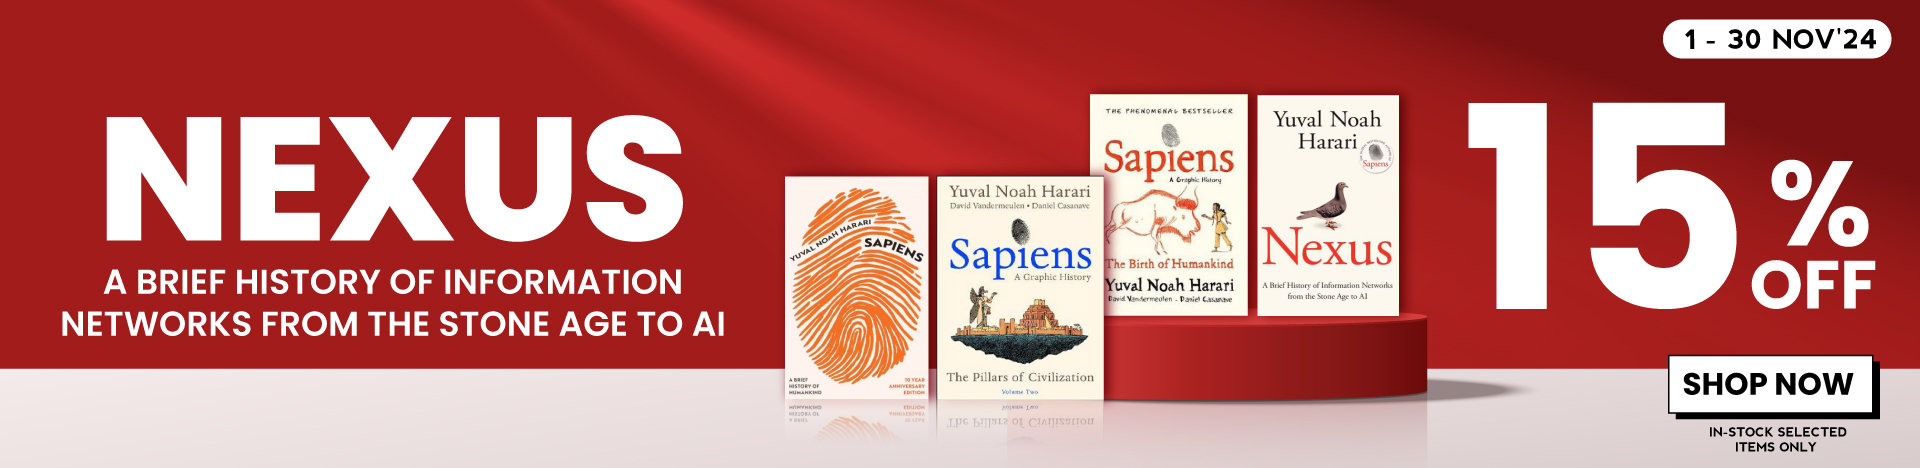 1 - 30 NOV'24
NEXUS
A BRIEF HISTORY OF INFORMATION
NETWORKS FROM THE STONE AGE TO AI
YUVAL NOAH HARARI
SAPIENS
A BRIEF
HISTORY OF
HUMANKIND
10 YEAR
ANNIVERSARY
EDITION
Yuval Noah Harari
David Vandermeulen • Daniel Casanave
Sapiens
A Graphic History
The Pillars of Civilization
Volume Two
THE PHENOMENAL BESTSELLER
Sapiens
A Graphic History
The Birth of Humankind
Yuval Noah Harari
David Vandermeulen - Daniel Casanave
Yuval Noah
Harari
Sapiens
Nexus
A Brief History of Information Networks
from the Stone Age to AI
15%
OFF
SHOP NOW
IN-STOCK SELECTED
ITEMS ONLY